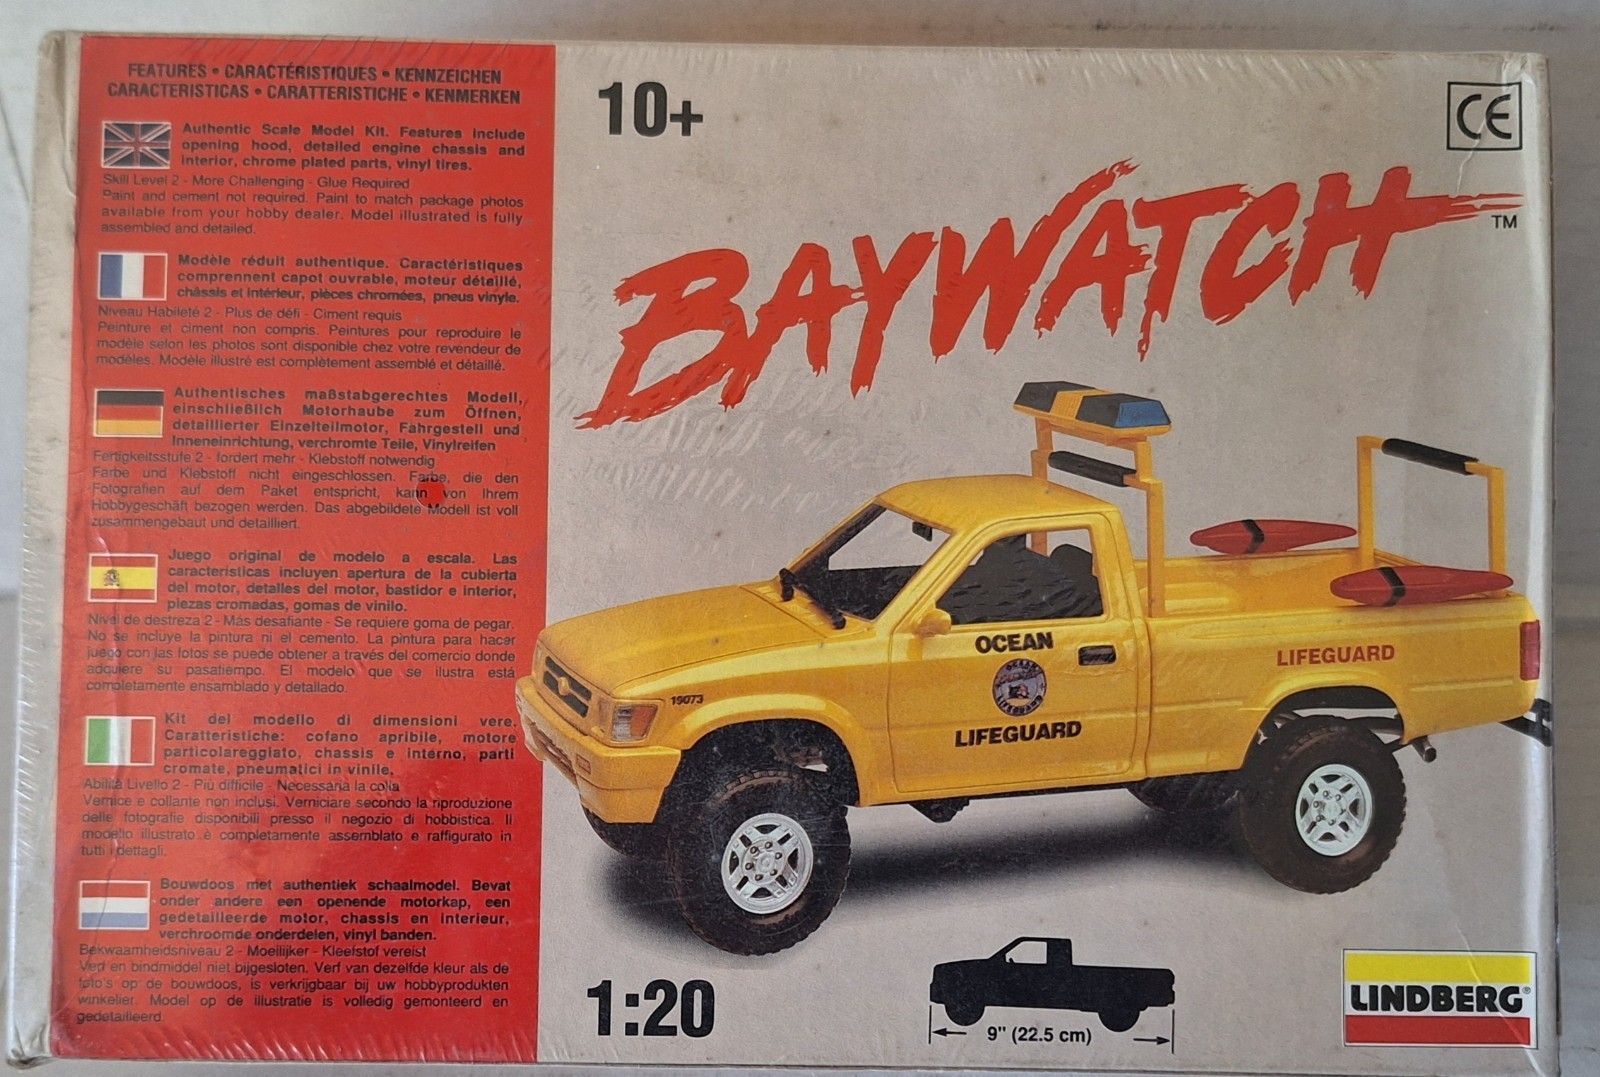 FEATURES • CARACTÉRISTIQUES • KENNZEICHEN
CARACTERISTICAS • CARATTERISTICHE • KENMERKEN
Authentic Scale Model Kit. Features include
opening hood, detailed engine chassis and
interior, chrome plated parts, vinyl tires.
Skill Level 2 - More Challenging - Glue Required
Paint and cement not required. Paint to match package photos
available from your hobby dealer. Model illustrated is fully
assembled and detailed.
Modèle réduit authentique. Caractéristiques
comprennent capot ouvrable, moteur détaillé,
châssis et intérieur, pièces chromées, pneus vinyle.
Niveau Habileté 2 - Plus de défi - Ciment requis
Peinture et ciment non compris. Peintures pour reproduire le
modèle selon les photos sont disponible chez votre revendeur de
modèles. Modèle illustré est complètement assemblé et détaillé.
Authentisches maßstabgerechtes Modell,
einschließlich Motorhaube zum Öffnen,
detaillierter Einzelteilmotor, Fahrgestell und
Inneneinrichtung, verchromte Teile, Vinylreifen
Fertigkeitsstufe 2 - fordert mehr - Klebstoff notwendig
Farbe und Klebstoff nicht eingeschlossen. Farbe, die den
Fotografien auf dem Paket entspricht, kann von Ihrem
Hobbygeschäft bezogen werden. Das abgebildete Modell ist voll
zusammengebaut und detailliert.
Juego original de modelo a escala. Las
caracteristicas incluyen apertura de la cubierta
del motor, detalles del motor, bastidor e interior,
piezas cromadas, gomas de vinilo.
Nivel de destreza 2 - Más desafiante - Se requiere goma de pegar.
No se incluye la pintura ni el cemento. La pintura para hacer
juego con las fotos se puede obtener a través del comercio donde
adquiere su pasatiempo. El modelo que se ilustra está
completamente ensamblado y detallado.
Kit del modello di dimensioni vere.
Caratteristiche: cofano apribile, motore
particolareggiato, chassis e interno, parti
cromate, pneumatici in vinile.
Abilità Livello 2 - Più difficile - Necessaria la colla
Vernice e collante non inclusi. Verniciare secondo la riproduzione
delle fotografie disponibili presso il negozio di hobbistica. Il
modello illustrato è completamente assemblato e raffigurato in
tutti i dettagli.
Bouwdoos met authentiek schaalmodel. Bevat
onder andere een openende motorkap, een
gedetailleerde motor, chassis en interieur,
verchroomde onderdelen, vinyl banden.
Bekwaamheidsniveau 2 - Moeilijker - Kleefstof vereist
Verf en bindmiddel niet bijgesloten. Verf van dezelfde kleur als de
foto's op de bouwdoos, is verkrijgbaar bij uw hobbyprodukten
winkelier. Model op de illustratie is volledig gemonteerd en
gedetailleerd.
10+
CE
BAYWATCH
TM
OCEAN
OCEAN
LIFEGUARD
LIFEGUARD
LIFEGUARD
19073
1:20
9" (22.5 cm)
LINDBERG®